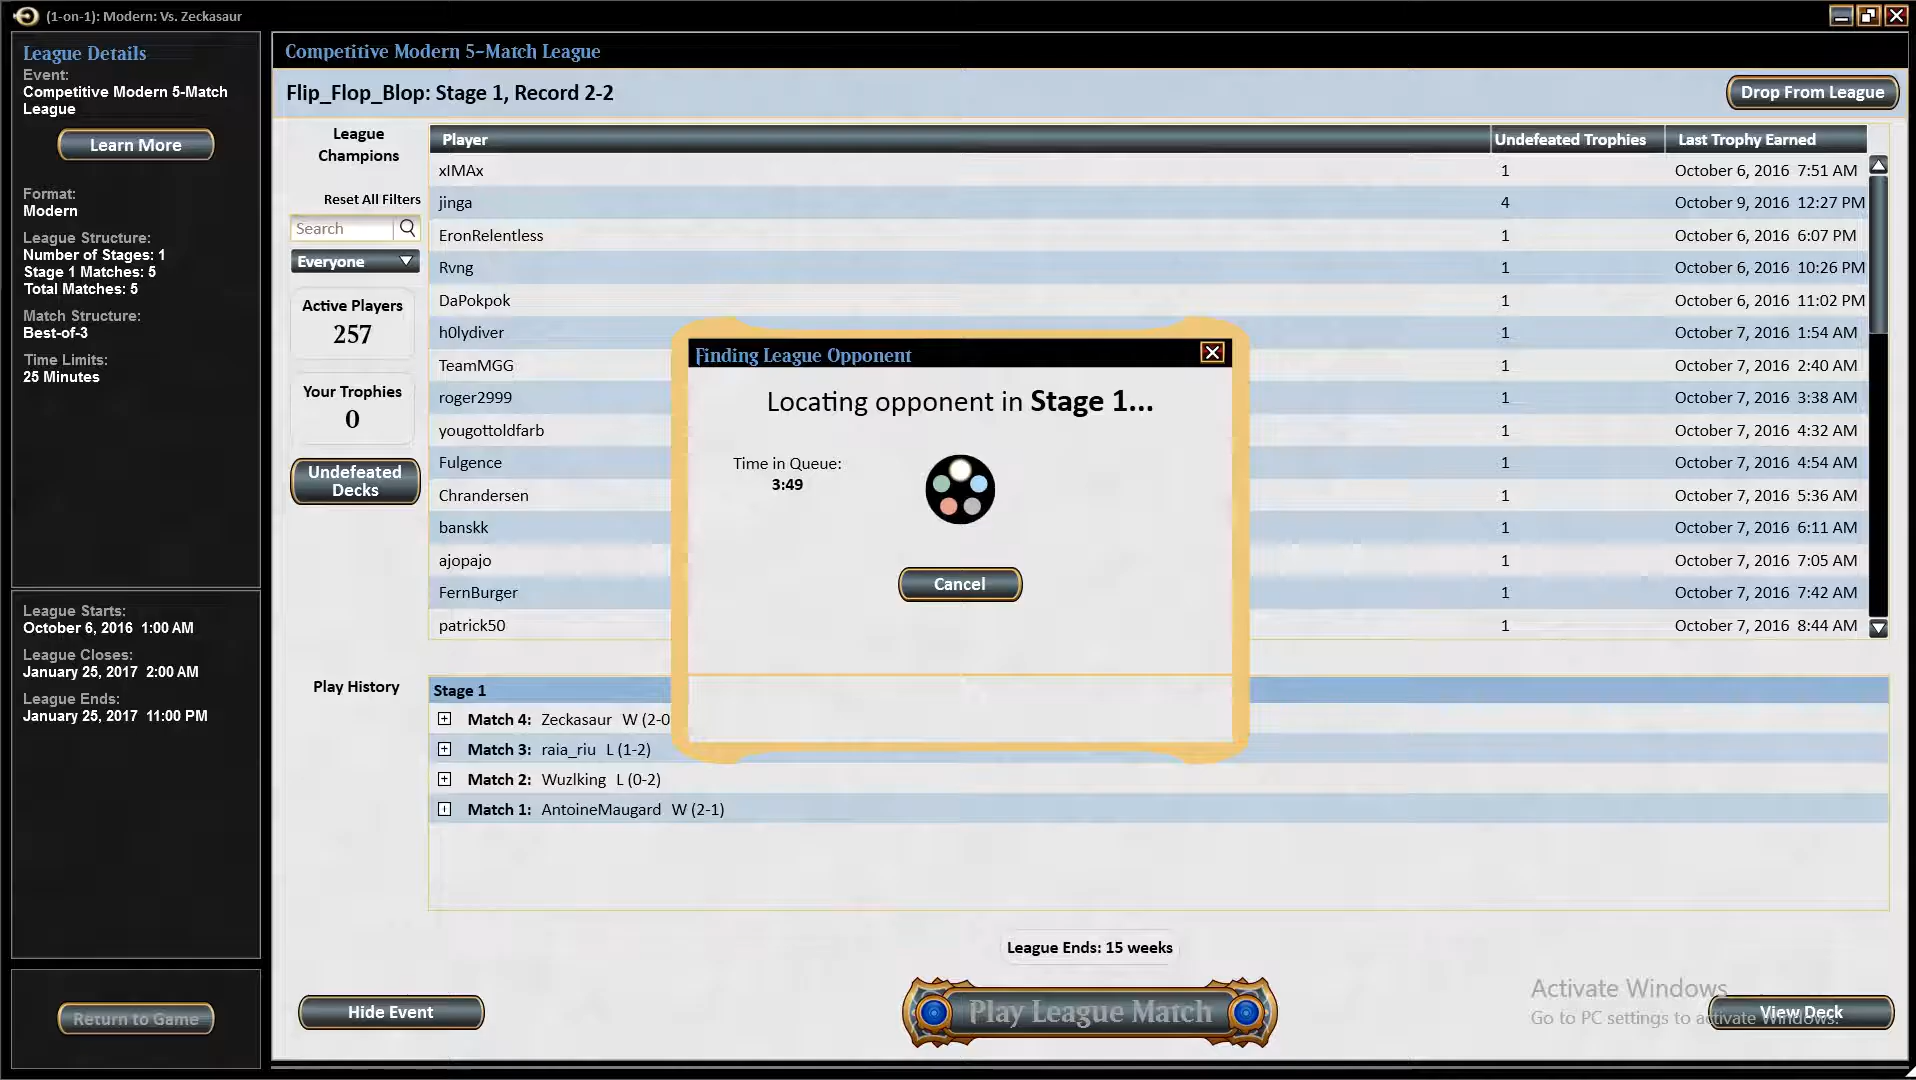 (1-on-1): Modern: Vs. Zeckasaur
League Details
Event:
Competitive Modern 5-Match
League
Learn More
Format:
Modern
League Structure:
Number of Stages: 1
Stage 1 Matches: 5
Total Matches: 5
Match Structure:
Best-of-3
Time Limits:
25 Minutes
League Starts:
October 6, 2016 1:00 AM
League Closes:
January 25, 2017 2:00 AM
League Ends:
January 25, 2017 11:00 PM
Return to Game
Competitive Modern 5-Match League
Flip_Flop_Blop: Stage 1, Record 2-2
Drop From League
League
Champions
Reset All Filters
Search
Everyone
Active Players
257
Your Trophies
0
Undefeated
Decks
Player Undefeated Trophies Last Trophy Earned
xIMAx 1 October 6, 2016 7:51 AM
jinga 4 October 9, 2016 12:27 PM
EronRelentless 1 October 6, 2016 6:07 PM
Rvng 1 October 6, 2016 10:26 PM
DaPokpok 1 October 6, 2016 11:02 PM
h0lydiver 1 October 7, 2016 1:54 AM
TeamMGG 1 October 7, 2016 2:40 AM
roger2999 1 October 7, 2016 3:38 AM
yougottoldfarb 1 October 7, 2016 4:32 AM
Fulgence 1 October 7, 2016 4:54 AM
Chrandersen 1 October 7, 2016 5:36 AM
banskk 1 October 7, 2016 6:11 AM
ajopajo 1 October 7, 2016 7:05 AM
FernBurger 1 October 7, 2016 7:42 AM
patrick50 1 October 7, 2016 8:44 AM
Finding League Opponent
Locating opponent in Stage 1...
Time in Queue:
3:49
Cancel
Play History
Stage 1
Match 4: Zeckasaur W (2-0
Match 3: raia_riu L (1-2)
Match 2: Wuzlking L (0-2)
Match 1: AntoineMaugard W (2-1)
League Ends: 15 weeks
Hide Event
Play League Match
Activate Windows
Go to PC settings to activate Windows.
View Deck